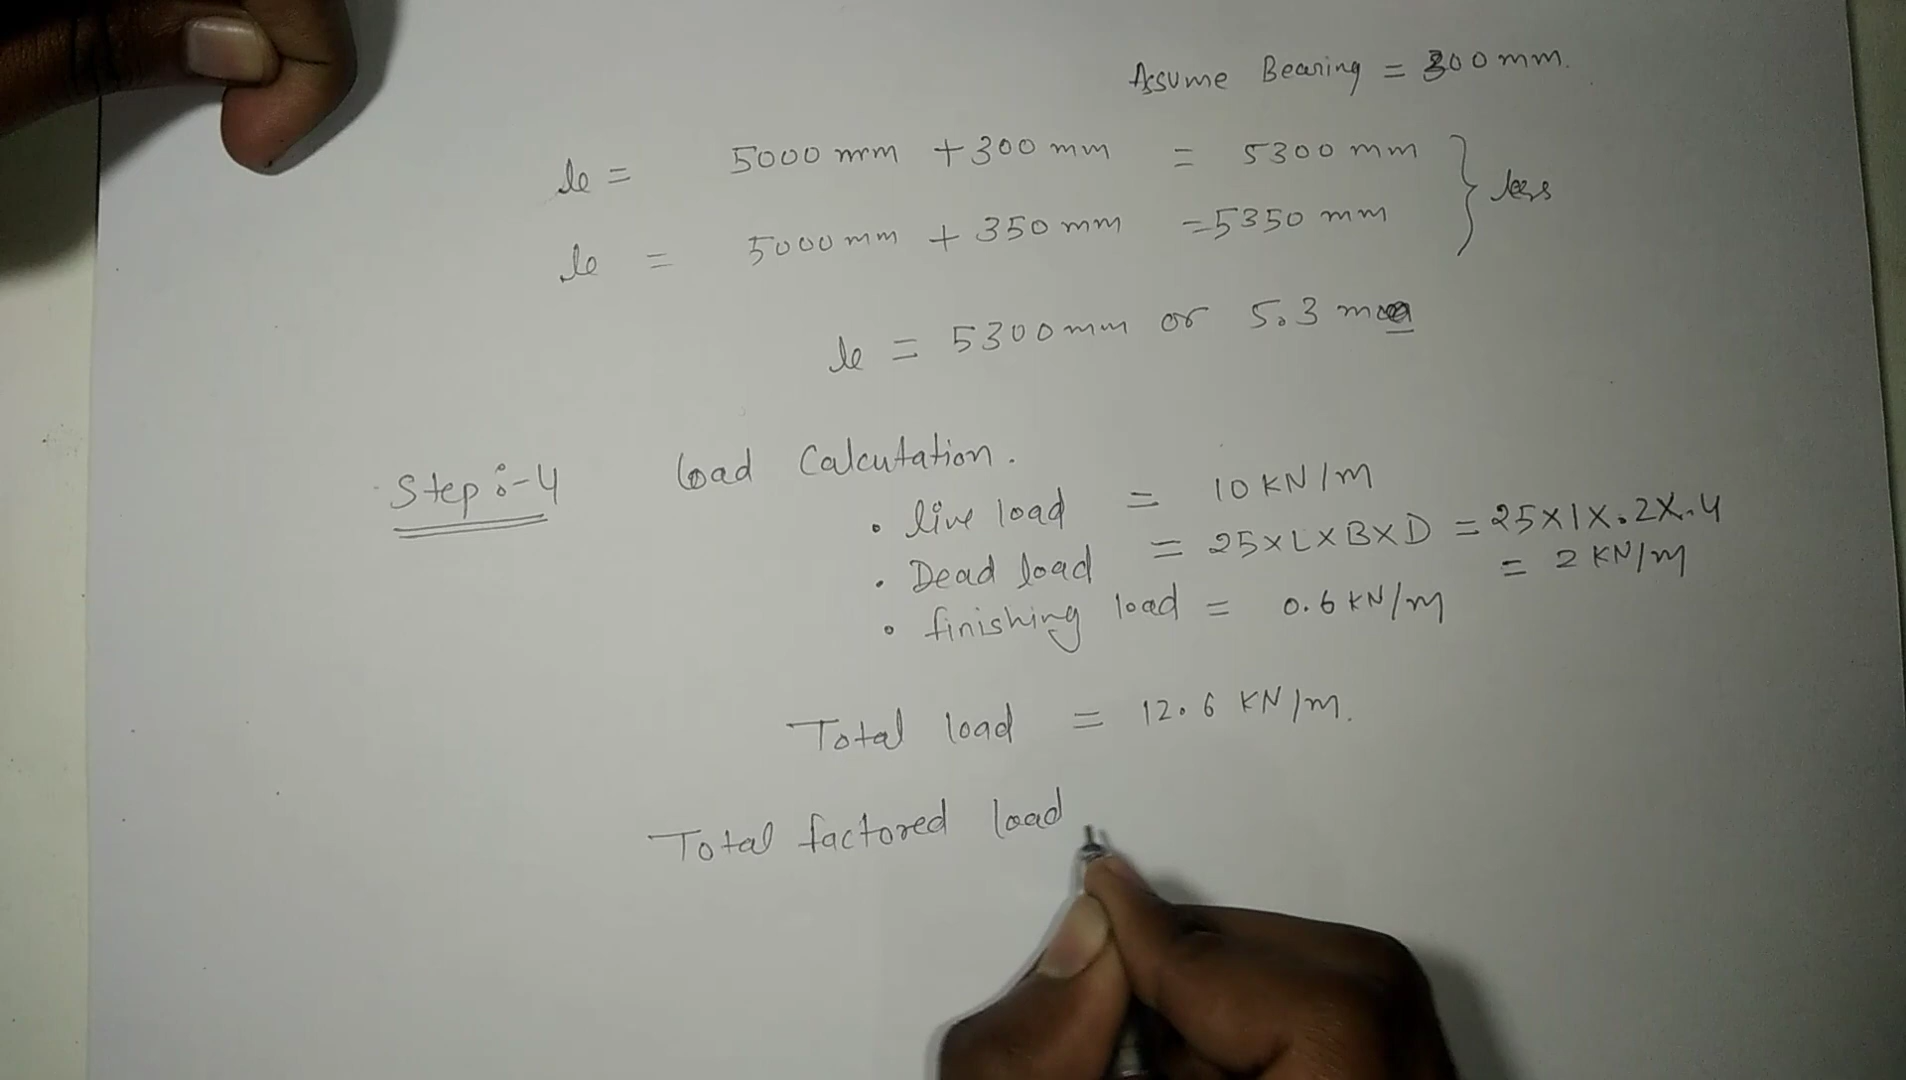 Assume Bearing = 300 mm.
le = 5000 mm + 300 mm = 5300 mm
le = 5000 mm + 350 mm = 5350 mm
less
le = 5300 mm or 5.3 m
Step :- 4 load Calculation.
• live load = 10 KN/m
• Dead load = 25×L×B×D = 25×1×.2×.4
= 2 KN/m
• finishing load = 0.6 KN/m
Total load = 12.6 KN/m.
Total factored load